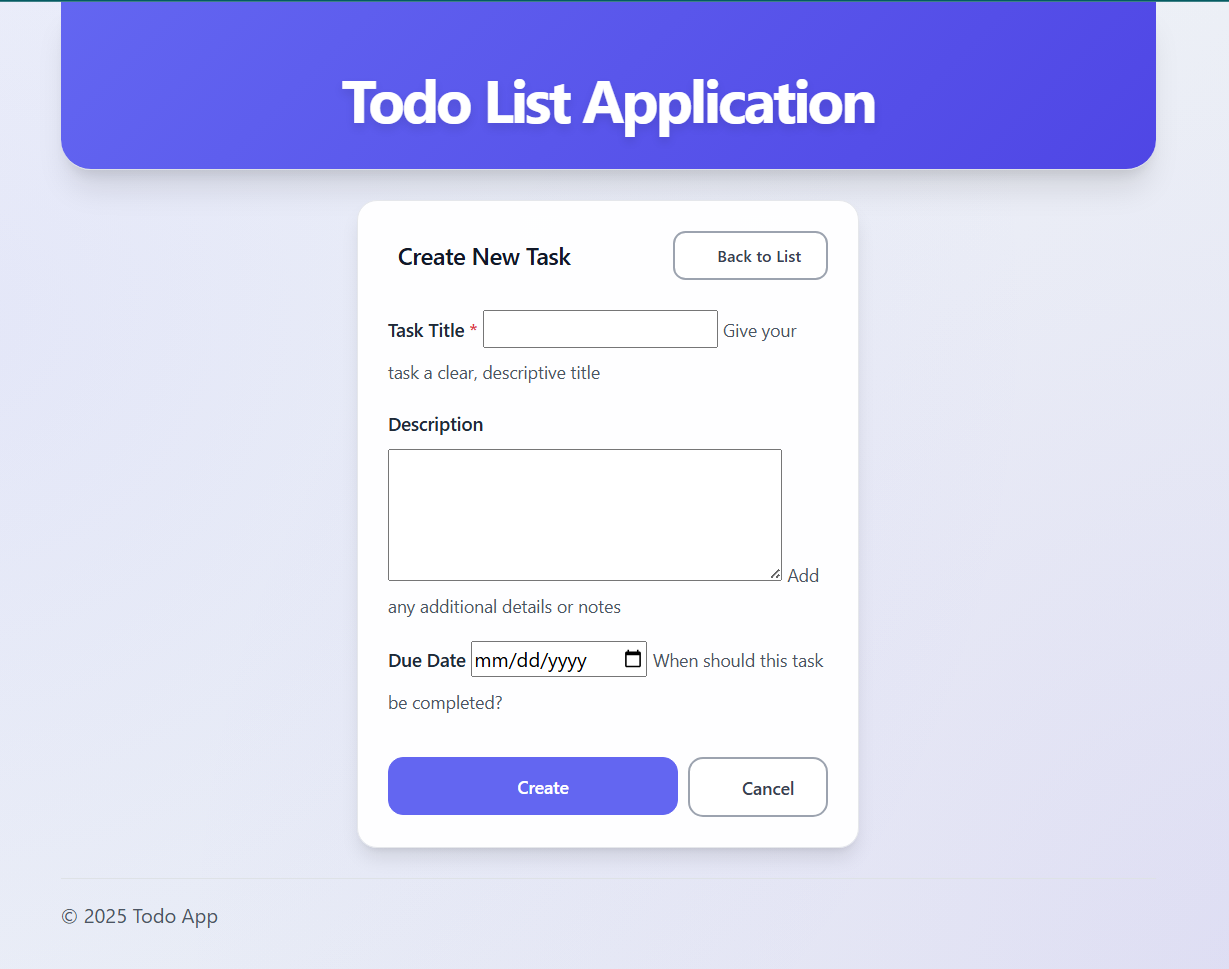 Todo List Application
Create New Task
Back to List
Task Title * Give your
task a clear, descriptive title
Description
Add
any additional details or notes
Due Date mm/dd/yyyy When should this task
be completed?
Create Cancel
© 2025 Todo App